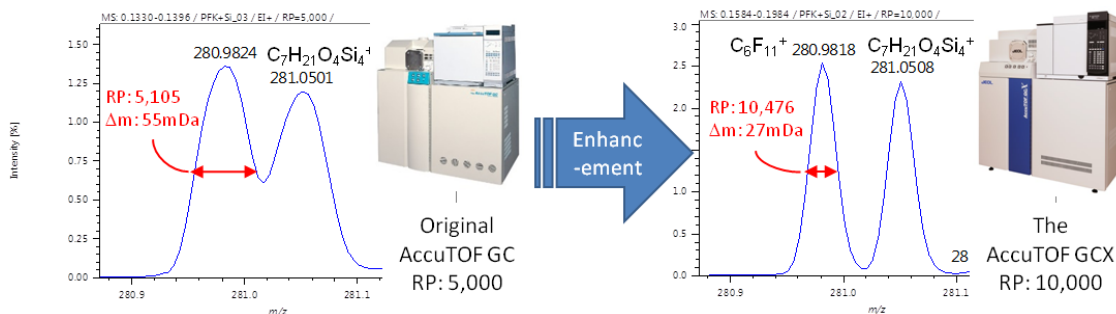 MS: 0.1330-0.1396 / PFK+Si_03 / EI+ / RP=5,000 /
1.50
1.25
1.00
0.75
0.50
0.25
0.00
Intensity [%]
280.9824
C₇H₂₁O₄Si₄⁺
281.0501
RP: 5,105
Δm: 55mDa
280.9
281.0
281.1
m/z
Original
AccuTOF GC
RP: 5,000
Enhanc
-ement
MS: 0.1584-0.1984 / PFK+Si_02 / EI+ / RP=10,000 /
3.0
2.5
2.0
1.5
1.0
0.5
0.0
C₆F₁₁⁺
280.9818
C₇H₂₁O₄Si₄⁺
281.0508
RP: 10,476
Δm: 27mDa
28
280.9
281.0
281.1
m/z
JEOL
The
AccuTOF GCX
RP: 10,000